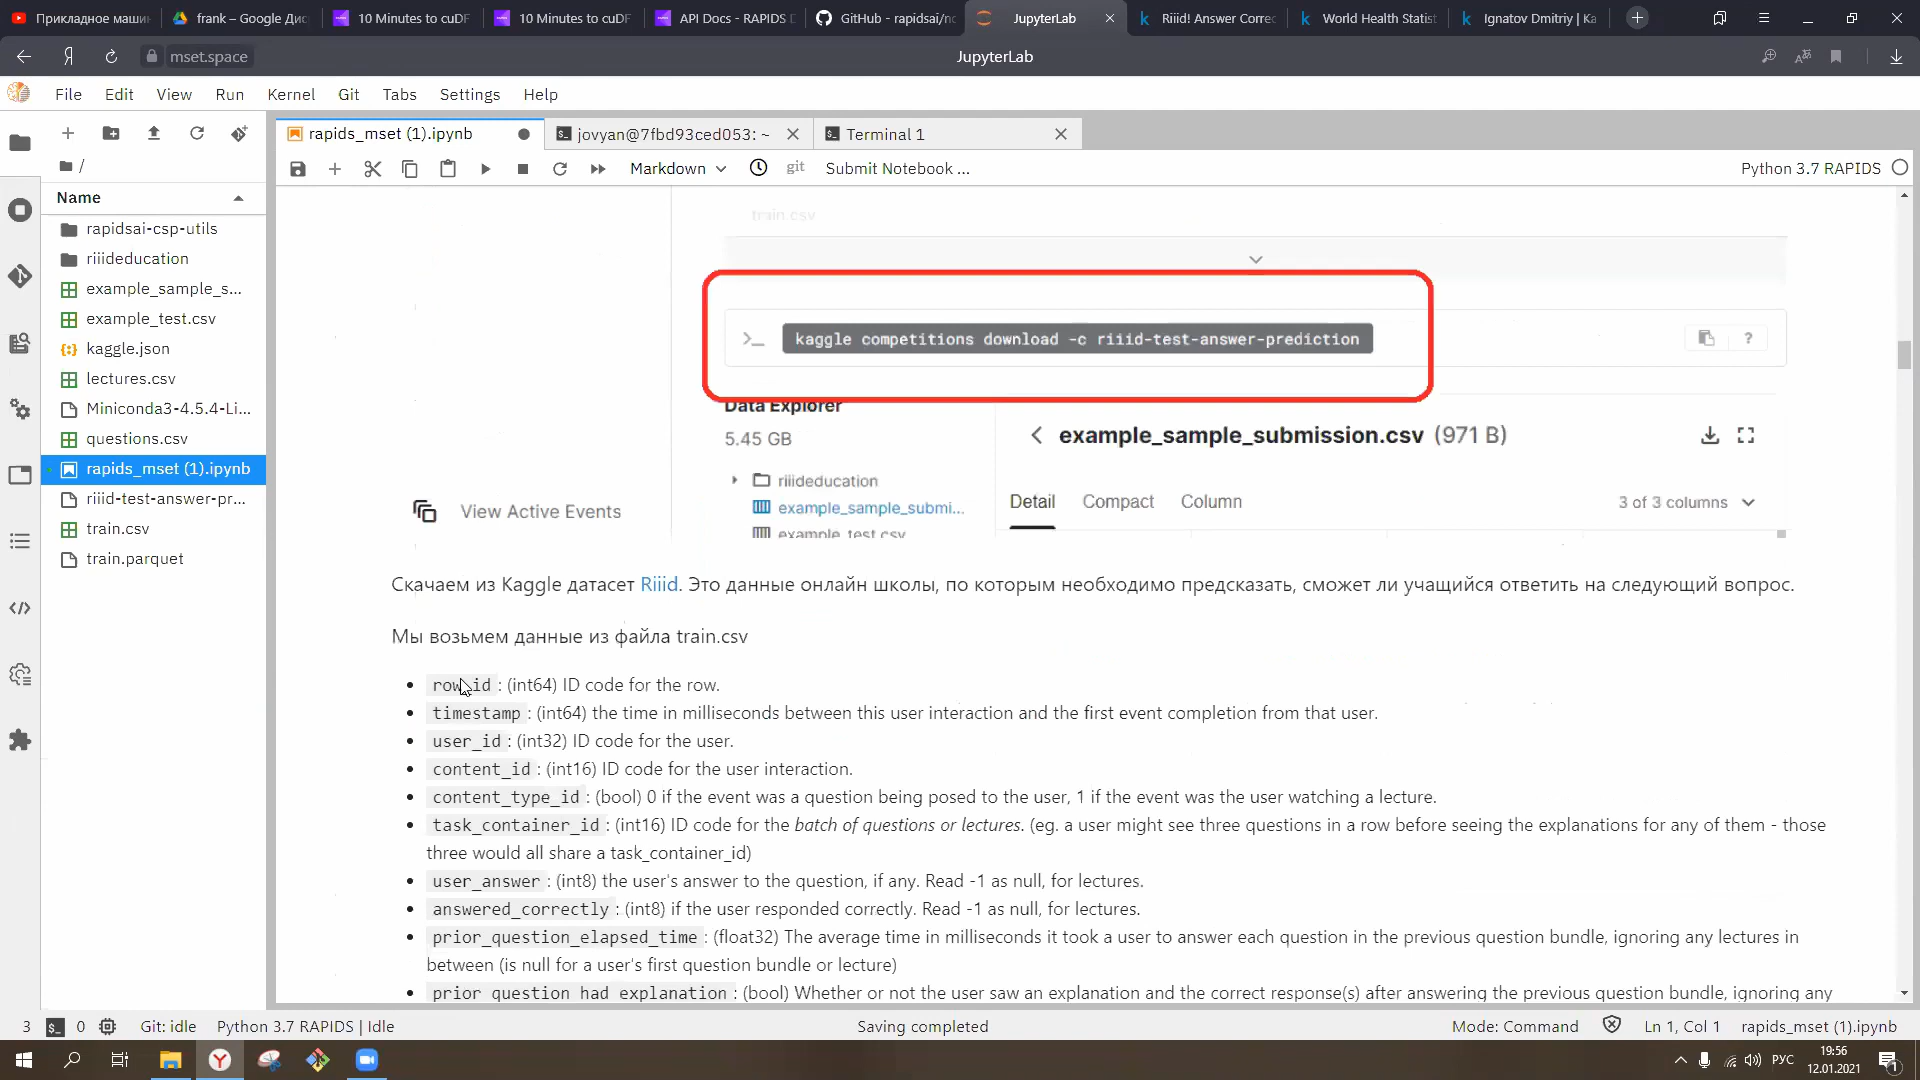 Прикладное маши
frank – Google Дис
10 Minutes to cuDF
10 Minutes to cuDF
API Docs - RAPIDS D
GitHub - rapidsai/no
JupyterLab
Riiid! Answer Correc
World Health Statist
Ignatov Dmitriy | Ka
mset.space
JupyterLab
File Edit View Run Kernel Git Tabs Settings Help
rapids_mset (1).ipynb
jovyan@7fbd93ced053: ~
Terminal 1
/
Markdown
git
Submit Notebook ...
Python 3.7 RAPIDS
Name
rapidsai-csp-utils
riiideducation
example_sample_s...
example_test.csv
kaggle.json
lectures.csv
Miniconda3-4.5.4-Li...
questions.csv
rapids_mset (1).ipynb
riiid-test-answer-pr...
train.csv
train.parquet
train.csv
>_ kaggle competitions download -c riiid-test-answer-prediction
?
Data Explorer
5.45 GB
riiideducation
example_sample_submi...
example_test.csv
example_sample_submission.csv (971 B)
Detail Compact Column
3 of 3 columns
View Active Events
Скачаем из Kaggle датасет Riiid. Это данные онлайн школы, по которым необходимо предсказать, сможет ли учащийся ответить на следующий вопрос.
Мы возьмем данные из файла train.csv
• row_id : (int64) ID code for the row.
• timestamp : (int64) the time in milliseconds between this user interaction and the first event completion from that user.
• user_id : (int32) ID code for the user.
• content_id : (int16) ID code for the user interaction.
• content_type_id : (bool) 0 if the event was a question being posed to the user, 1 if the event was the user watching a lecture.
• task_container_id : (int16) ID code for the batch of questions or lectures. (eg. a user might see three questions in a row before seeing the explanations for any of them - those
three would all share a task_container_id)
• user_answer : (int8) the user's answer to the question, if any. Read -1 as null, for lectures.
• answered_correctly : (int8) if the user responded correctly. Read -1 as null, for lectures.
• prior_question_elapsed_time : (float32) The average time in milliseconds it took a user to answer each question in the previous question bundle, ignoring any lectures in
between (is null for a user's first question bundle or lecture)
• prior_question_had_explanation : (bool) Whether or not the user saw an explanation and the correct response(s) after answering the previous question bundle, ignoring any
3
0
Git: idle
Python 3.7 RAPIDS | Idle
Saving completed
Mode: Command
Ln 1, Col 1
rapids_mset (1).ipynb
РУС
19:56
12.01.2021
1